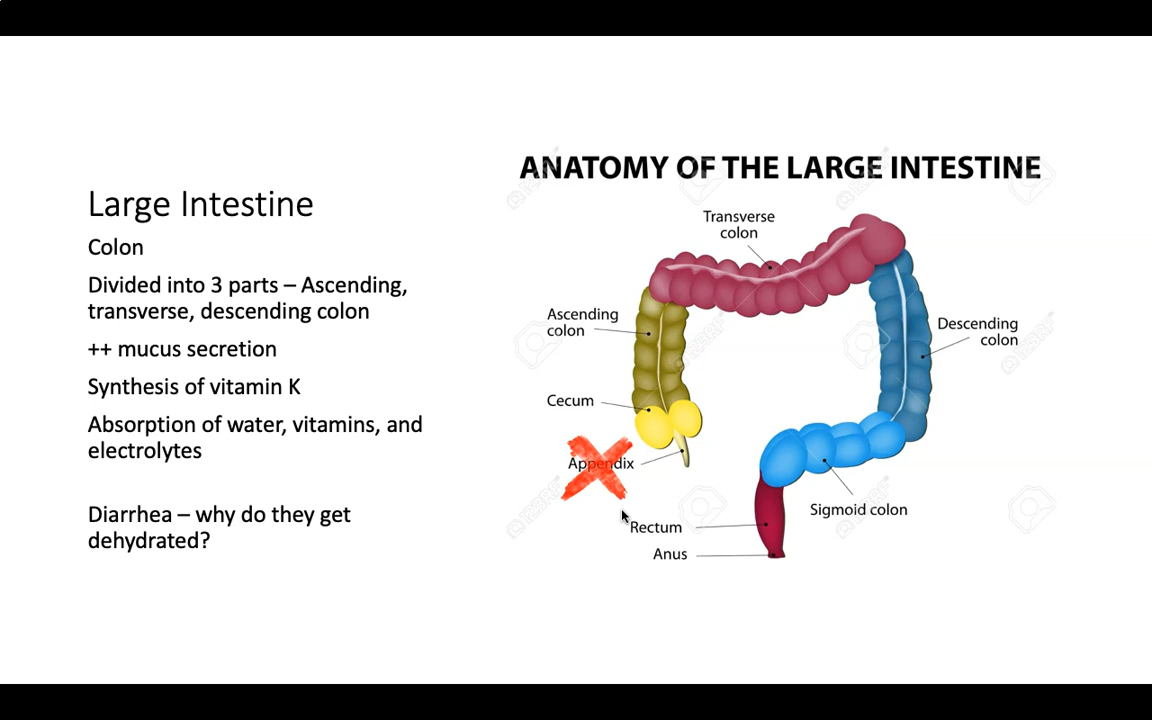 ANATOMY OF THE LARGE INTESTINE
Large Intestine
Colon
Divided into 3 parts – Ascending,
transverse, descending colon
++ mucus secretion
Synthesis of vitamin K
Absorption of water, vitamins, and
electrolytes
Diarrhea – why do they get
dehydrated?
Transverse
colon
Ascending
colon
Descending
colon
Cecum
Appendix
Sigmoid colon
Rectum
Anus